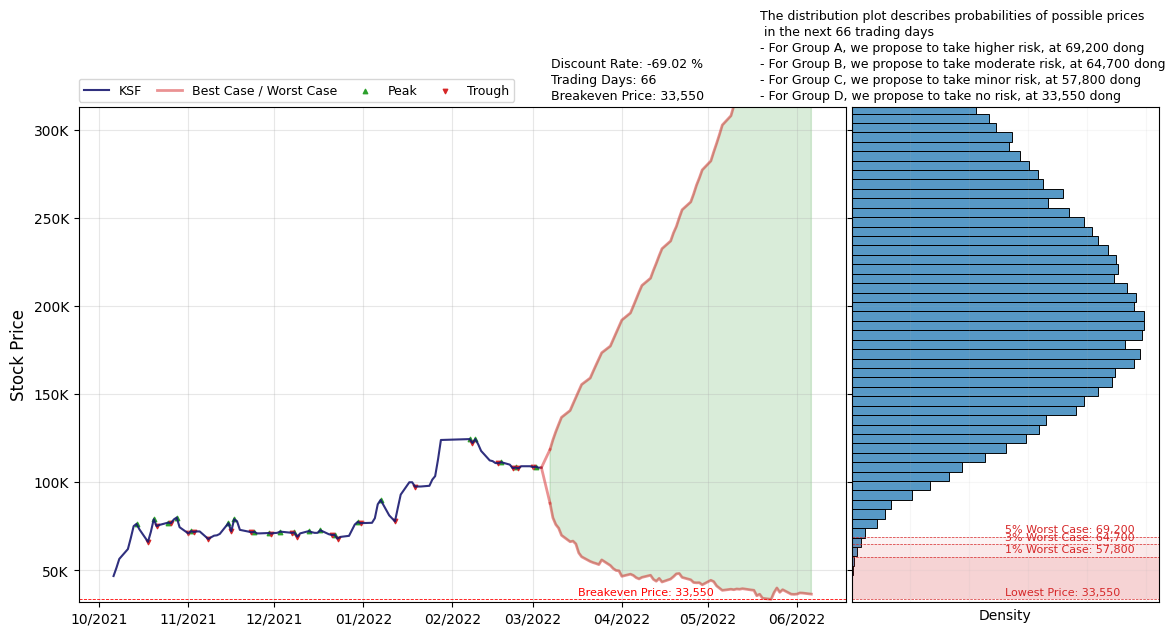 The distribution plot describes probabilities of possible prices
in the next 66 trading days
- For Group A, we propose to take higher risk, at 69,200 dong
- For Group B, we propose to take moderate risk, at 64,700 dong
- For Group C, we propose to take minor risk, at 57,800 dong
- For Group D, we propose to take no risk, at 33,550 dong
Discount Rate: -69.02 %
Trading Days: 66
Breakeven Price: 33,550
KSF
Best Case / Worst Case
Peak
Trough
Stock Price
300K
250K
200K
150K
100K
50K
Breakeven Price: 33,550
10/2021
11/2021
12/2021
01/2022
02/2022
03/2022
04/2022
05/2022
06/2022
5% Worst Case: 69,200
3% Worst Case: 64,700
1% Worst Case: 57,800
Lowest Price: 33,550
Density